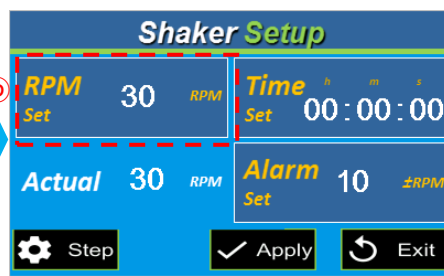 Shaker Setup
RPM Set 30 RPM
Time Set h m s 00:00:00
Actual 30 RPM
Alarm Set 10 ±RPM
Step Apply Exit